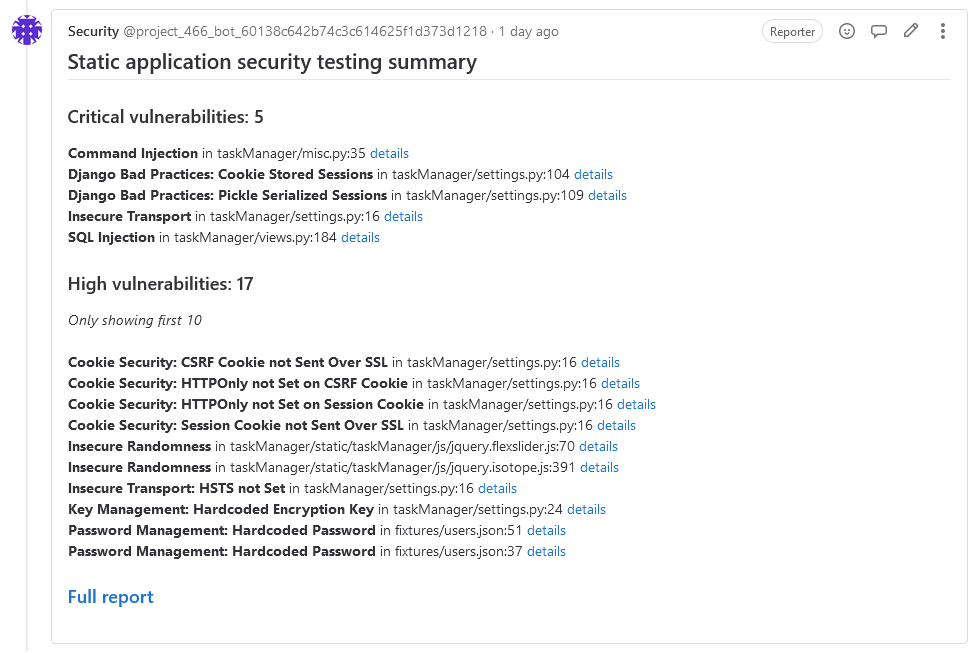 Security @project_466_bot_60138c642b74c3c614625f1d373d1218 · 1 day ago
Reporter
Static application security testing summary
Critical vulnerabilities: 5
Command Injection in taskManager/misc.py:35 details
Django Bad Practices: Cookie Stored Sessions in taskManager/settings.py:104 details
Django Bad Practices: Pickle Serialized Sessions in taskManager/settings.py:109 details
Insecure Transport in taskManager/settings.py:16 details
SQL Injection in taskManager/views.py:184 details
High vulnerabilities: 17
Only showing first 10
Cookie Security: CSRF Cookie not Sent Over SSL in taskManager/settings.py:16 details
Cookie Security: HTTPOnly not Set on CSRF Cookie in taskManager/settings.py:16 details
Cookie Security: HTTPOnly not Set on Session Cookie in taskManager/settings.py:16 details
Cookie Security: Session Cookie not Sent Over SSL in taskManager/settings.py:16 details
Insecure Randomness in taskManager/static/taskManager/js/jquery.flexslider.js:70 details
Insecure Randomness in taskManager/static/taskManager/js/jquery.isotope.js:391 details
Insecure Transport: HSTS not Set in taskManager/settings.py:16 details
Key Management: Hardcoded Encryption Key in taskManager/settings.py:24 details
Password Management: Hardcoded Password in fixtures/users.json:51 details
Password Management: Hardcoded Password in fixtures/users.json:37 details
Full report